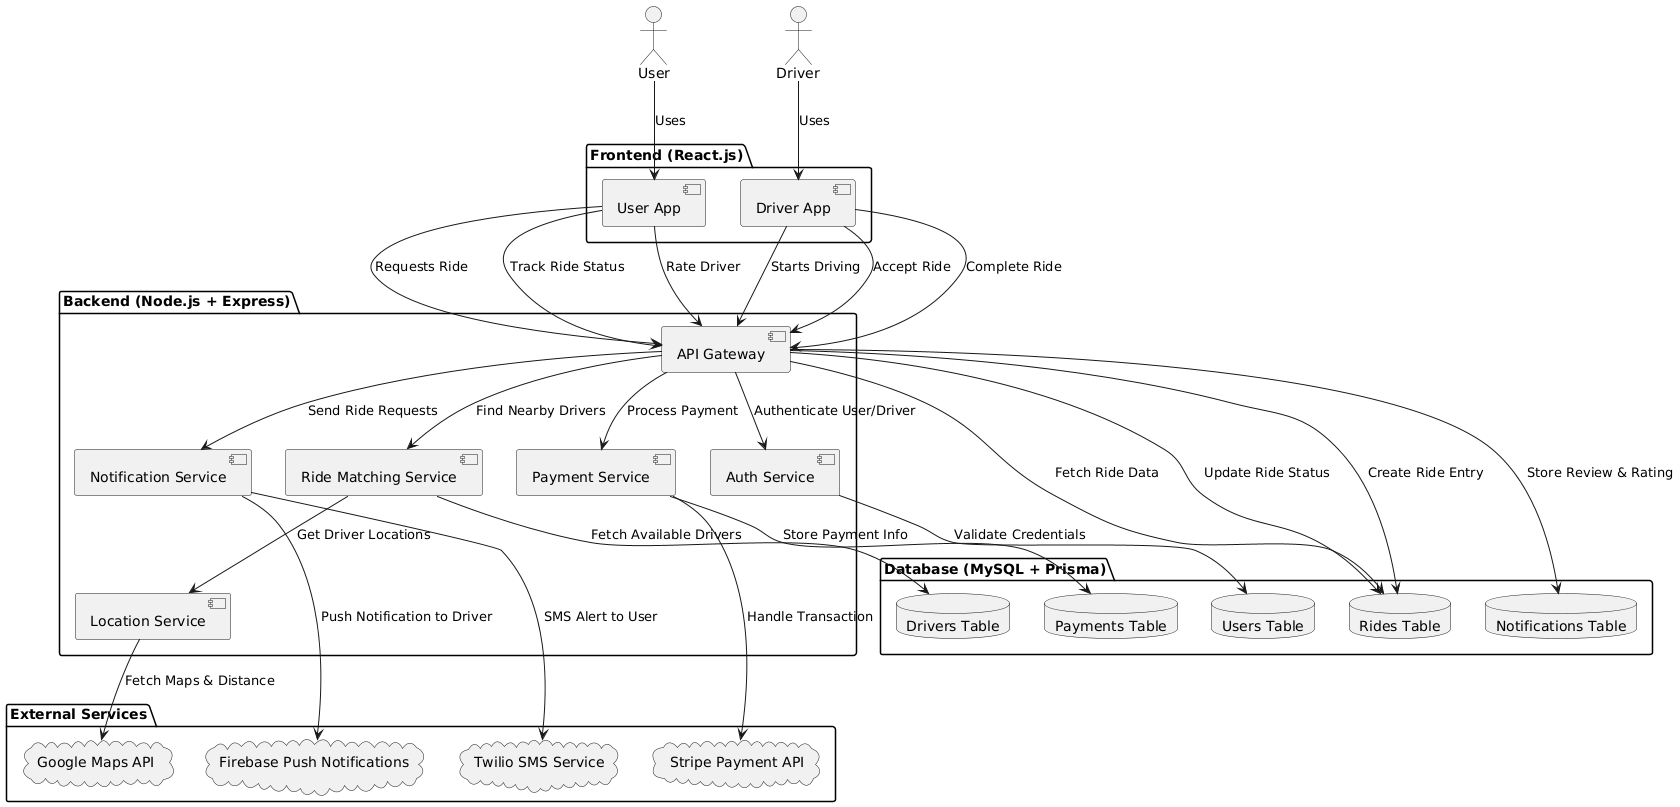 User
Driver
Uses
Uses
Frontend (React.js)
User App
Driver App
Requests Ride
Track Ride Status
Rate Driver
Starts Driving
Accept Ride
Complete Ride
Backend (Node.js + Express)
API Gateway
Send Ride Requests
Find Nearby Drivers
Process Payment
Authenticate User/Driver
Fetch Ride Data
Update Ride Status
Create Ride Entry
Store Review & Rating
Notification Service
Ride Matching Service
Payment Service
Auth Service
Get Driver Locations
Fetch Available Drivers
Store Payment Info
Validate Credentials
Database (MySQL + Prisma)
Location Service
Push Notification to Driver
SMS Alert to User
Handle Transaction
Drivers Table
Payments Table
Users Table
Rides Table
Notifications Table
Fetch Maps & Distance
External Services
Google Maps API
Firebase Push Notifications
Twilio SMS Service
Stripe Payment API